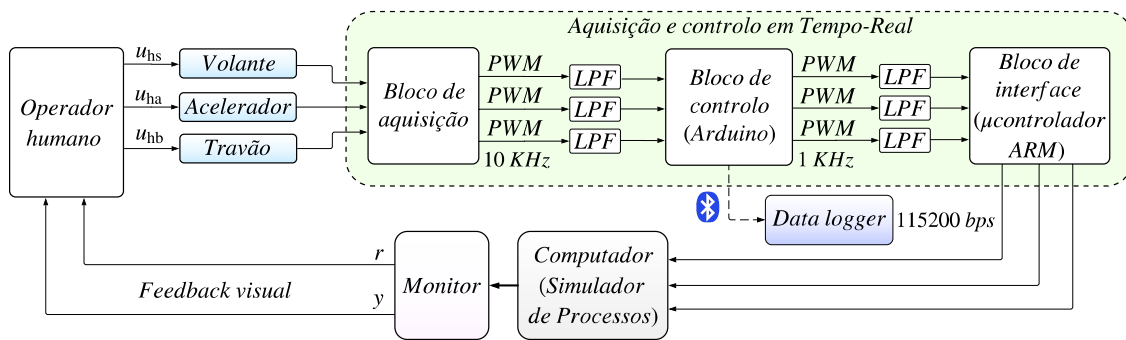 Aquisição e controlo em Tempo-Real
Operador
humano
u_hs
u_ha
u_hb
Volante
Acelerador
Travão
Bloco de
aquisição
PWM
PWM
PWM
10 KHz
LPF
LPF
LPF
Bloco de
controlo
(Arduino)
PWM
PWM
PWM
1 KHz
LPF
LPF
LPF
Bloco de
interface
(µcontrolador
ARM)
Data logger
115200 bps
Computador
(Simulador
de Processos)
Monitor
r
Feedback visual
y